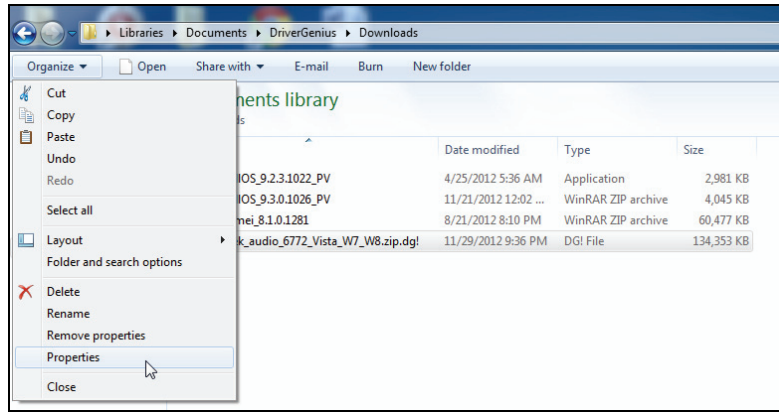 Libraries ▸ Documents ▸ DriverGenius ▸ Downloads
Organize Open Share with E-mail Burn New folder
Cut
Copy
Paste
Undo
Redo
Select all
Layout
Folder and search options
Delete
Rename
Remove properties
Properties
Close
ments library
ds
Date modified Type Size
IOS_9.2.3.1022_PV 4/25/2012 5:36 AM Application 2,981 KB
IOS_9.3.0.1026_PV 11/21/2012 12:02 ... WinRAR ZIP archive 4,045 KB
mei_8.1.0.1281 8/21/2012 8:10 PM WinRAR ZIP archive 60,477 KB
k_audio_6772_Vista_W7_W8.zip.dg! 11/29/2012 9:36 PM DG! File 134,353 KB